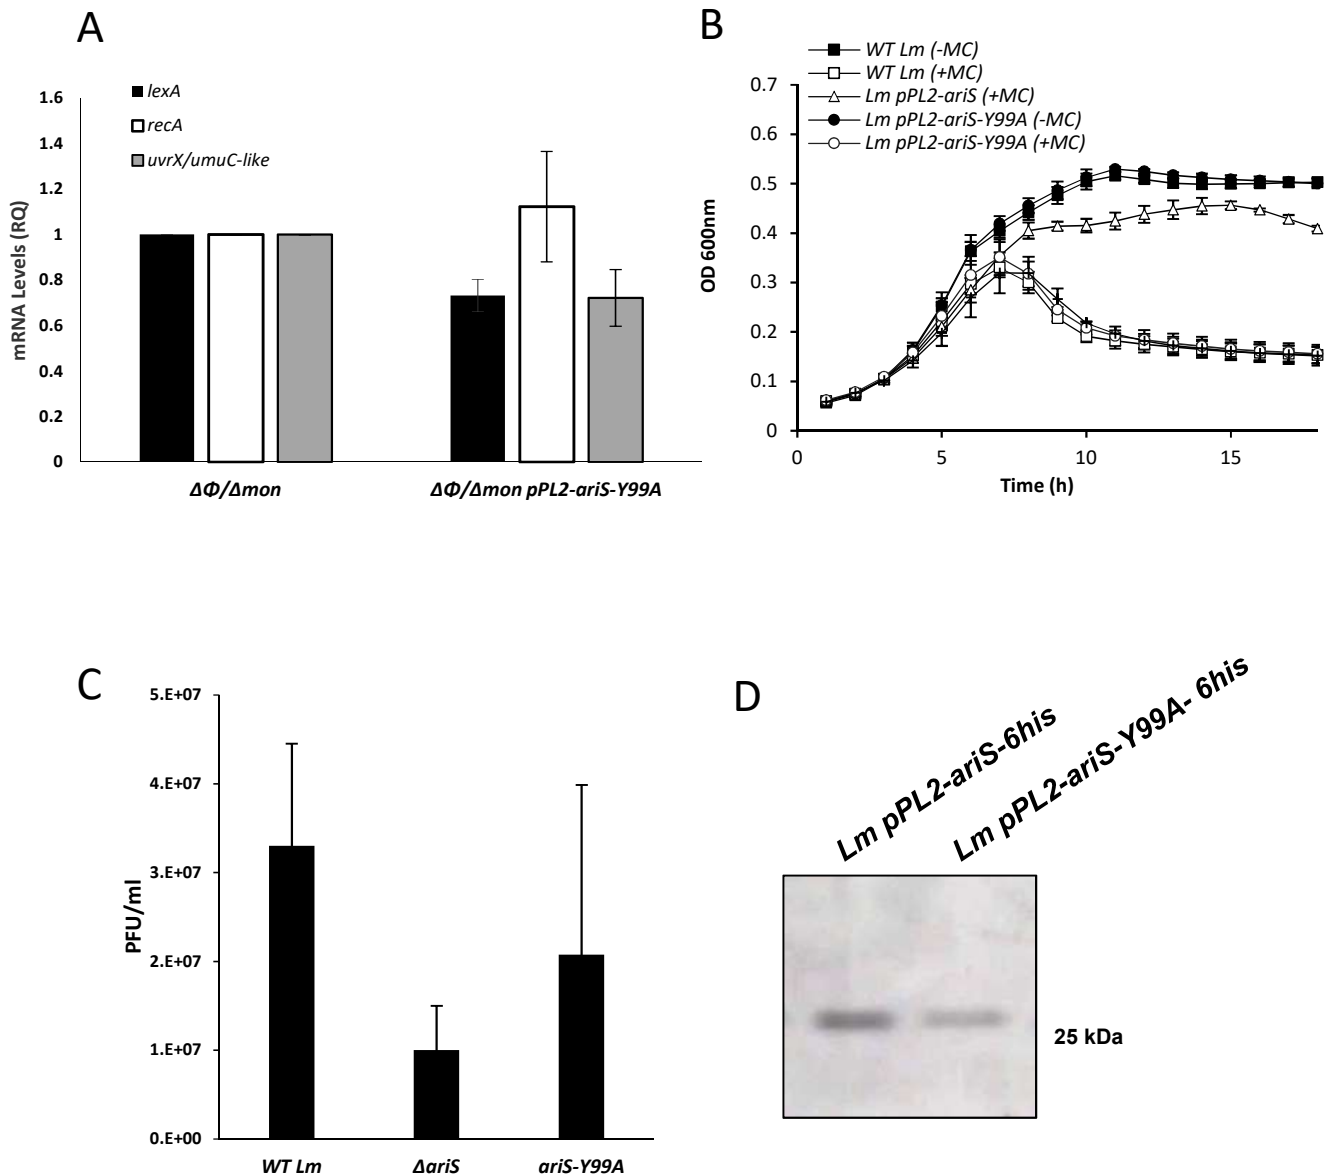 A
1.6
1.4
1.2
1
0.8
0.6
0.4
0.2
0
mRNA Levels (RQ)
lexA
recA
uvrX/umuC-like
ΔΦ/Δmon
ΔΦ/Δmon pPL2-ariS-Y99A
B
WT Lm (-MC)
WT Lm (+MC)
Lm pPL2-ariS (+MC)
Lm pPL2-ariS-Y99A (-MC)
Lm pPL2-ariS-Y99A (+MC)
0.7
0.6
0.5
0.4
0.3
0.2
0.1
0
OD 600nm
0 5 10 15
Time (h)
C
5.E+07
4.E+07
3.E+07
2.E+07
1.E+07
0.E+00
PFU/ml
WT Lm
ΔariS
ariS-Y99A
D
Lm pPL2-ariS-6his
Lm pPL2-ariS-Y99A- 6his
25 kDa